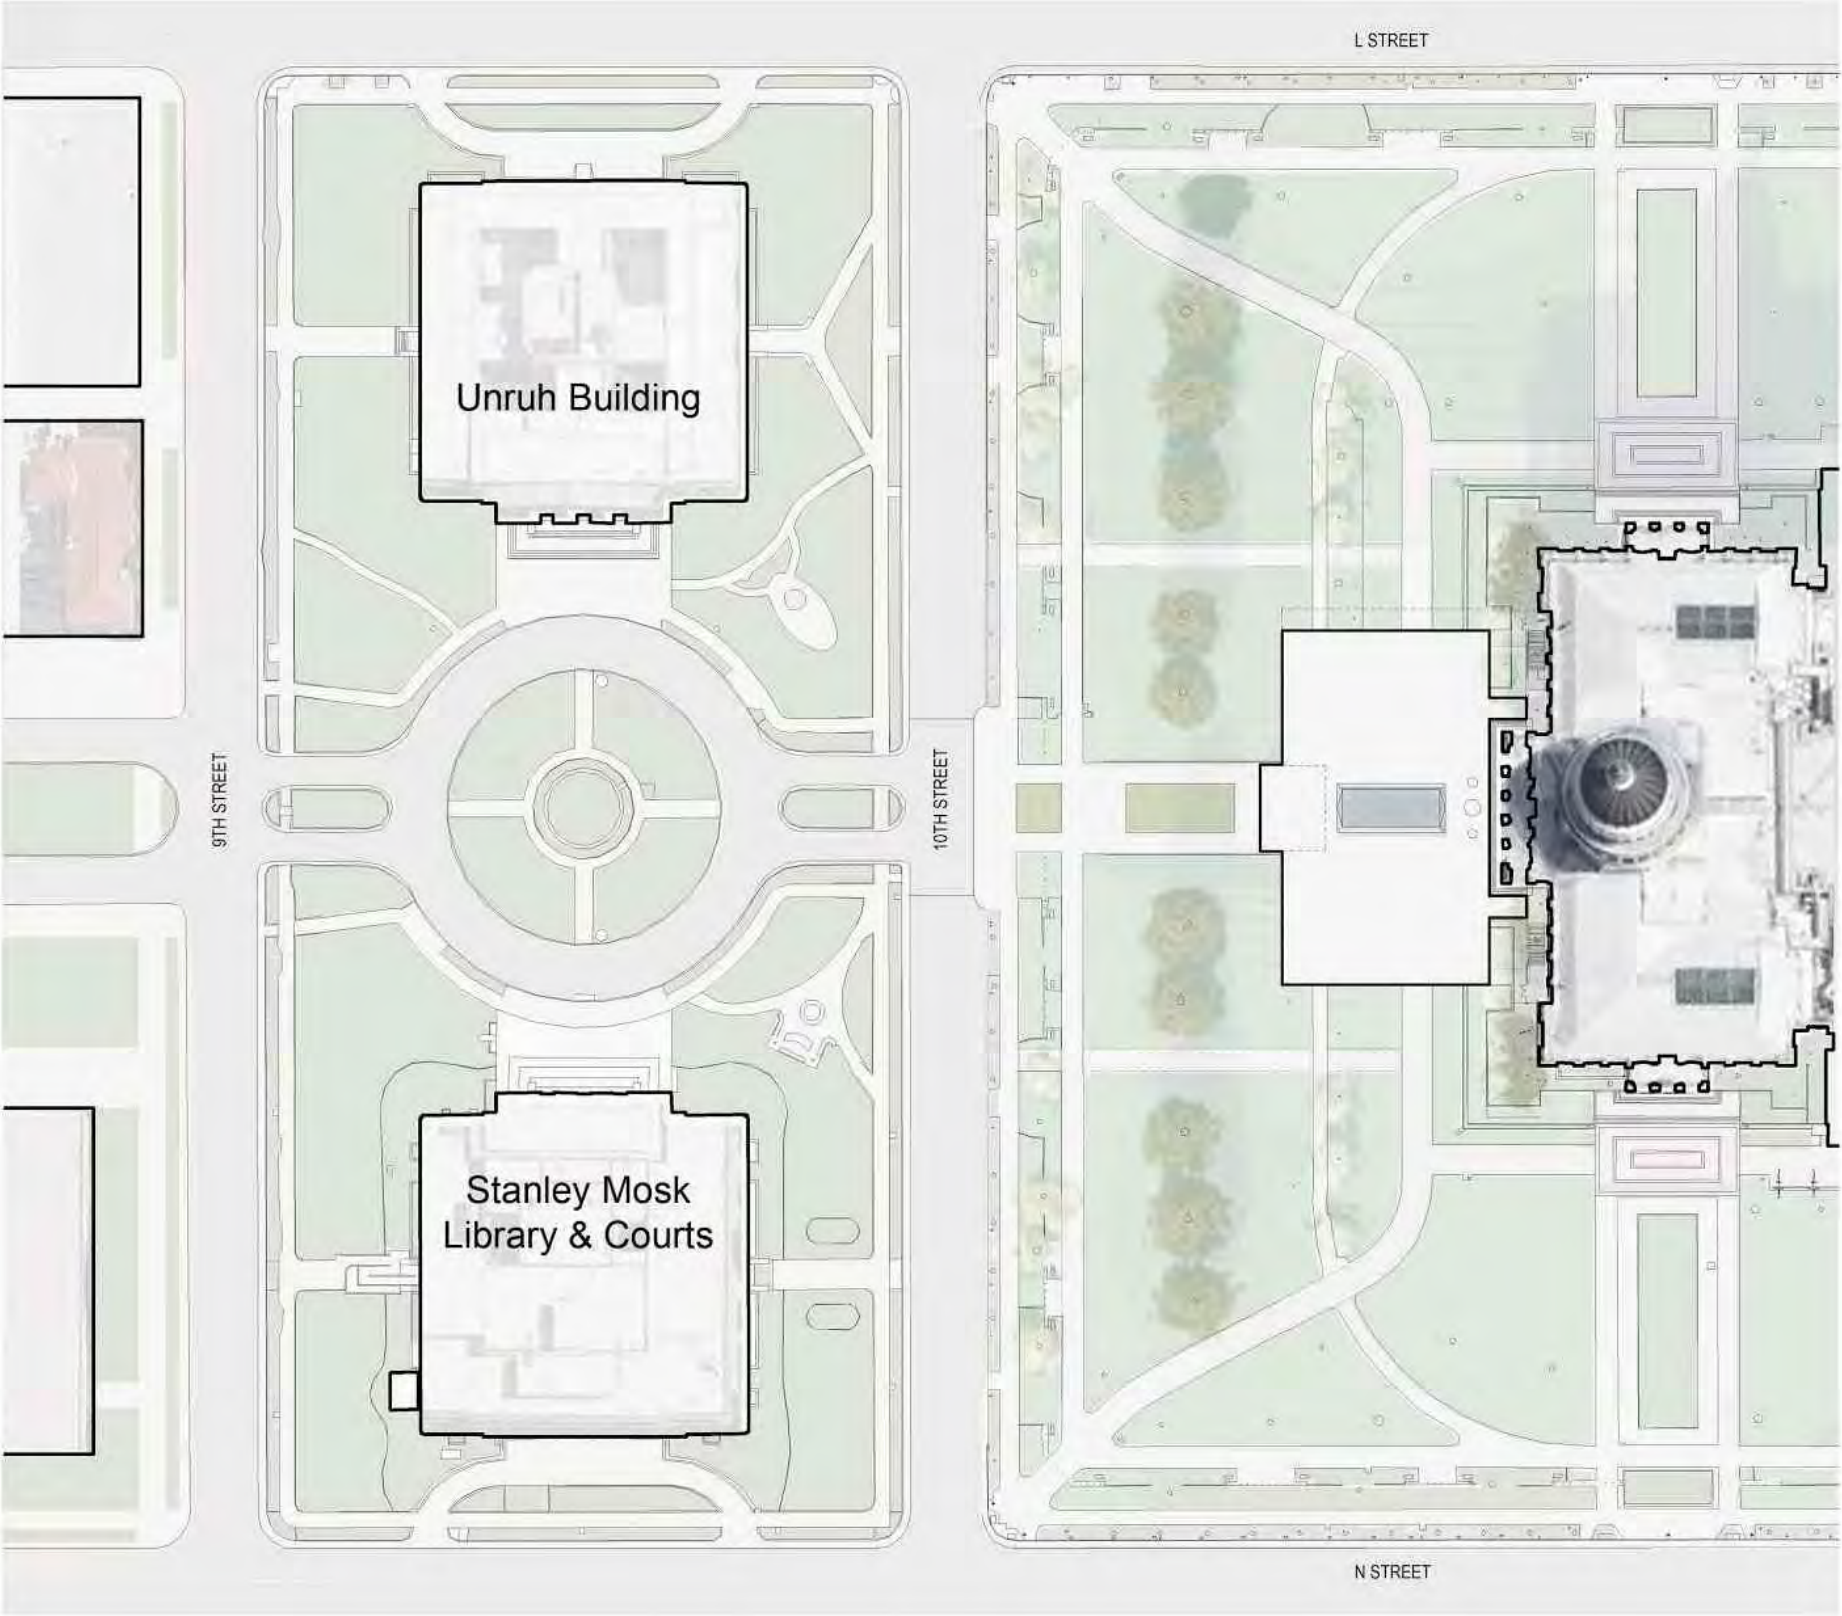 L STREET
Unruh Building
9TH STREET
10TH STREET
Stanley Mosk
Library & Courts
N STREET